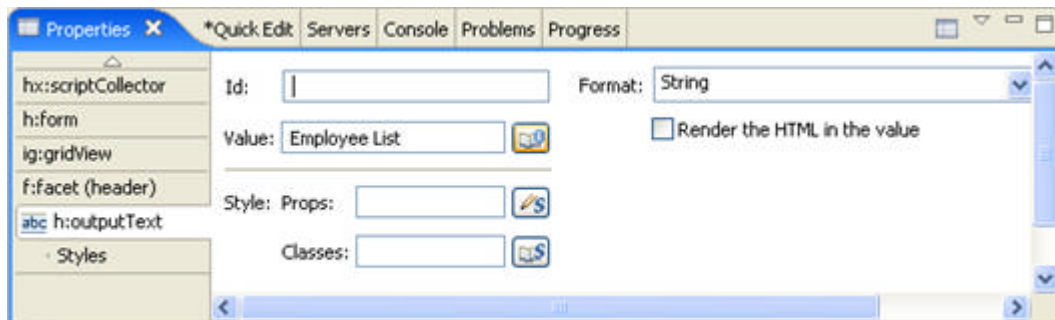 Properties *Quick Edit Servers Console Problems Progress
hx:scriptCollector
h:form
ig:gridView
f:facet (header)
abc h:outputText
Styles
Id:
Value: Employee List
Style: Props:
Classes:
Format: String
Render the HTML in the value